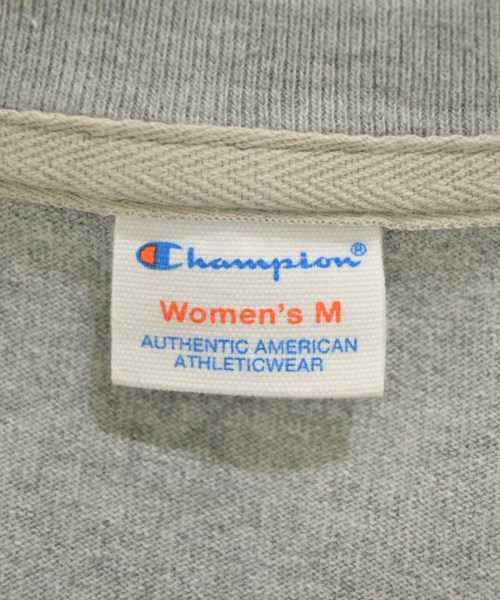 Champion®
Women's M
AUTHENTIC AMERICAN
ATHLETICWEAR